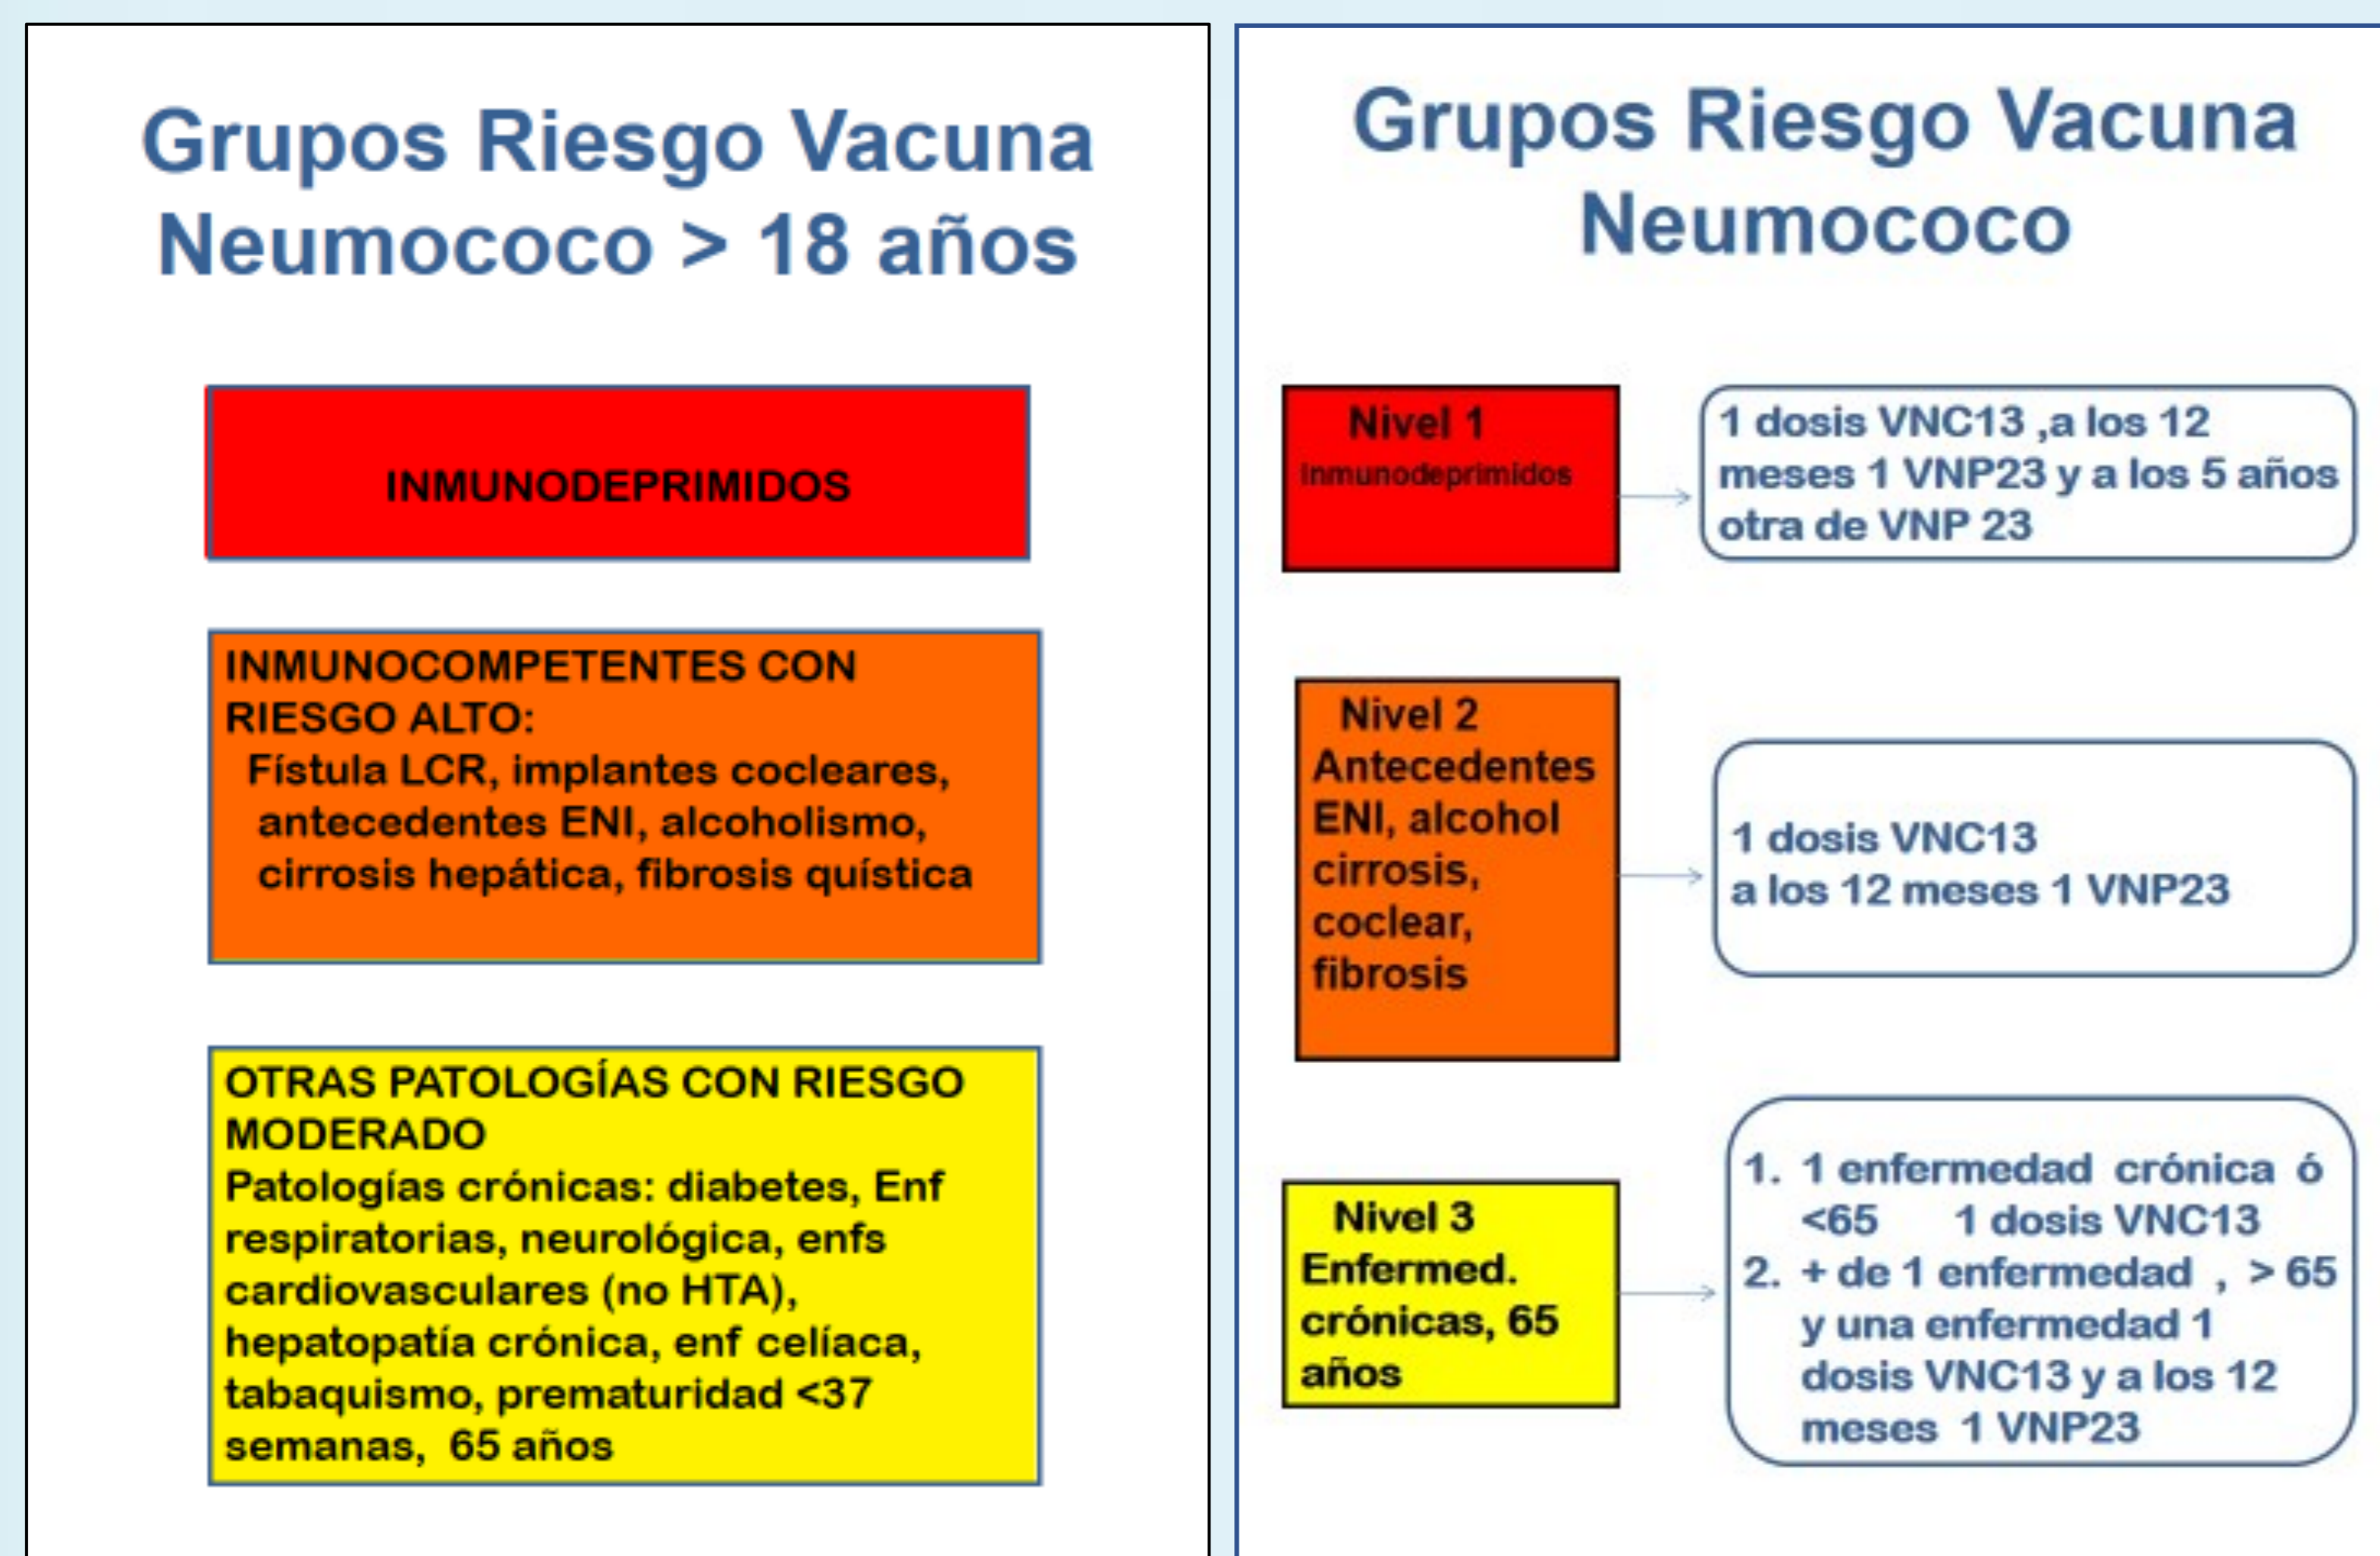 Grupos Riesgo Vacuna
Neumococo > 18 años
INMUNODEPRIMIDOS
INMUNOCOMPETENTES CON
RIESGO ALTO:
Fístula LCR, implantes cocleares,
antecedentes ENI, alcoholismo,
cirrosis hepática, fibrosis quística
OTRAS PATOLOGÍAS CON RIESGO
MODERADO
Patologías crónicas: diabetes, Enf
respiratorias, neurológica, enfs
cardiovasculares (no HTA),
hepatopatía crónica, enf celíaca,
tabaquismo, prematuridad <37
semanas, 65 años
Grupos Riesgo Vacuna
Neumococo
Nivel 1
Inmunodeprimidos
1 dosis VNC13 ,a los 12
meses 1 VNP23 y a los 5 años
otra de VNP 23
Nivel 2
Antecedentes
ENI, alcohol
cirrosis,
coclear,
fibrosis
1 dosis VNC13
a los 12 meses 1 VNP23
Nivel 3
Enfermed.
crónicas, 65
años
1. 1 enfermedad crónica ó
<65 1 dosis VNC13
2. + de 1 enfermedad , > 65
y una enfermedad 1
dosis VNC13 y a los 12
meses 1 VNP23